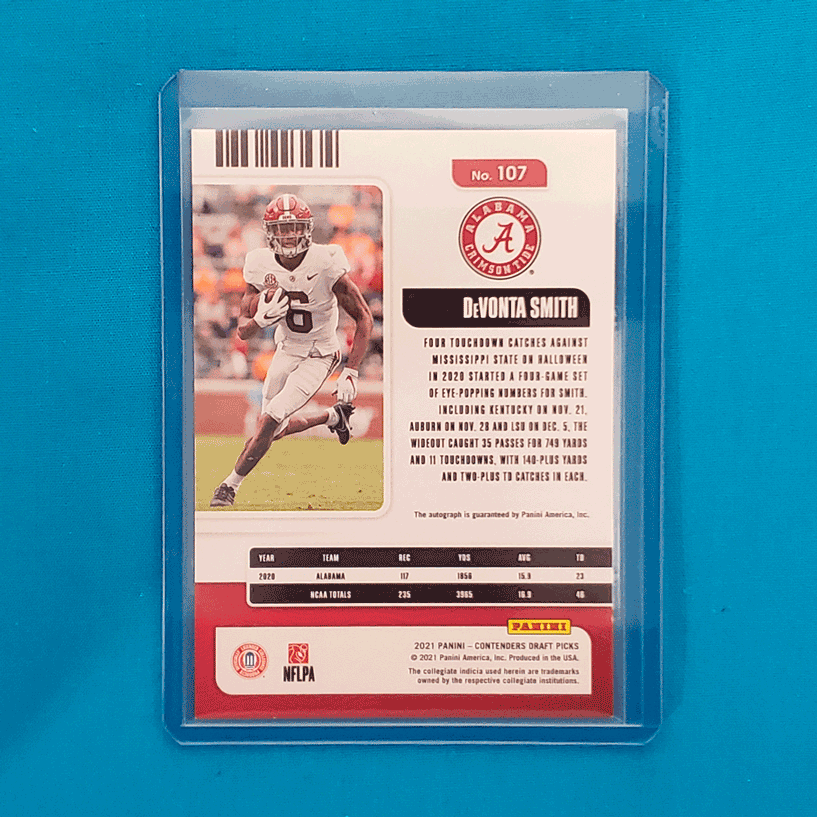 No. 107
ALABAMA
A
CRIMSON TIDE
DEVONTA SMITH
6
FOUR TOUCHDOWN CATCHES AGAINST
MISSISSIPPI STATE ON HALLOWEEN
IN 2020 STARTED A FOUR-GAME SET
OF EYE-POPPING NUMBERS FOR SMITH.
INCLUDING KENTUCKY ON NOV. 21,
AUBURN ON NOV. 28 AND LSU ON DEC. 5, THE
WIDEOUT CAUGHT 35 PASSES FOR 749 YARDS
AND 11 TOUCHDOWNS, WITH 140-PLUS YARDS
AND TWO-PLUS TD CATCHES IN EACH.
The autograph is guaranteed by Panini America, Inc.
YEAR TEAM REC YDS AVG TD
2020 ALABAMA 117 1856 15.9 23
NCAA TOTALS 235 3965 16.9 46
PANINI
2021 PANINI – CONTENDERS DRAFT PICKS
© 2021 Panini America, Inc. Produced in the USA.
The collegiate indicia used herein are trademarks
owned by the respective collegiate institutions.
NFLPA